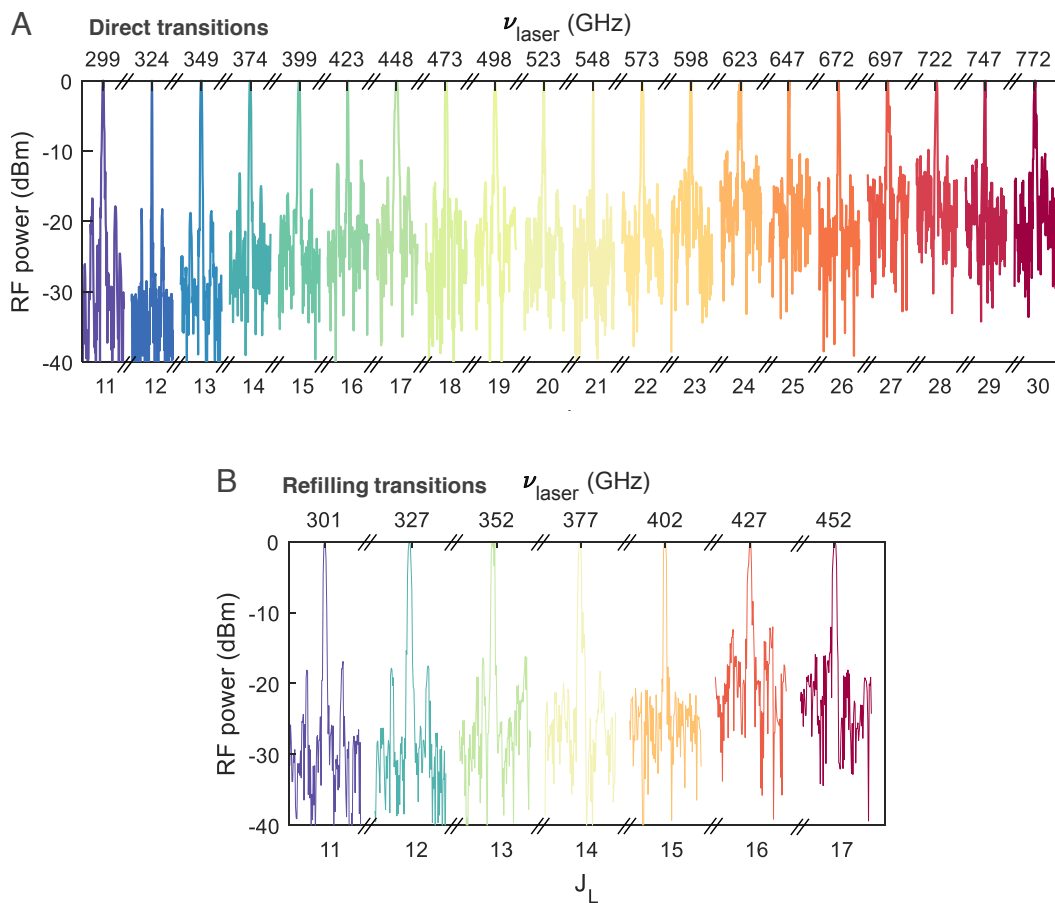 A Direct transitions ν laser (GHz)
299 324 349 374 399 423 448 473 498 523 548 573 598 623 647 672 697 722 747 772
RF power (dBm)
0
-10
-20
-30
-40
11 12 13 14 15 16 17 18 19 20 21 22 23 24 25 26 27 28 29 30
B Refilling transitions ν laser (GHz)
301 327 352 377 402 427 452
RF power (dBm)
0
-10
-20
-30
-40
11 12 13 14 15 16 17
J L